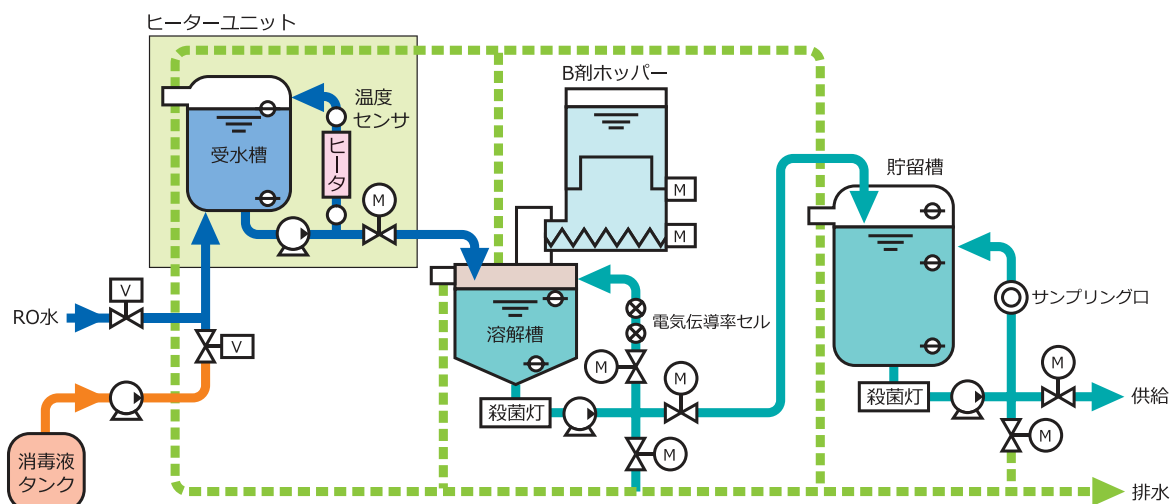 ヒーターユニット
B剤ホッパー
温度
センサ
受水槽
ヒータ
M
M
M
貯留槽
RO水
V
V
溶解槽
電気伝導率セル
サンプリング口
M
M
M
殺菌灯
殺菌灯
供給
M
M
消毒液
タンク
排水